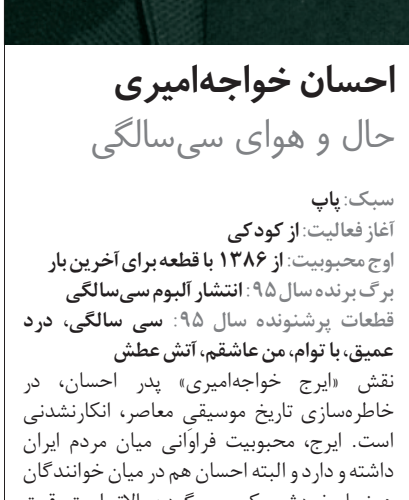 احسان خواجه‌امیری
حال و هوای سی‌سالگی
سبک: پاپ
آغاز فعالیت: از کودکی
اوج محبوبیت: از ۱۳۸۶ با قطعه برای آخرین بار
برگ برنده سال ۹۵: انتشار آلبوم سی‌سالگی
قطعات پرشنونده سال ۹۵: سی سالگی، درد
عمیق، با توام، من عاشقم، آتش عطش
نقش «ایرج خواجه‌امیری» پدر احسان، در
خاطره‌سازی تاریخ موسیقیِ معاصر، انکارنشدنی
است. ایرج، محبوبیت فراوانی میان مردم ایران
داشته و دارد و البته احسان هم در میان خوانندگان